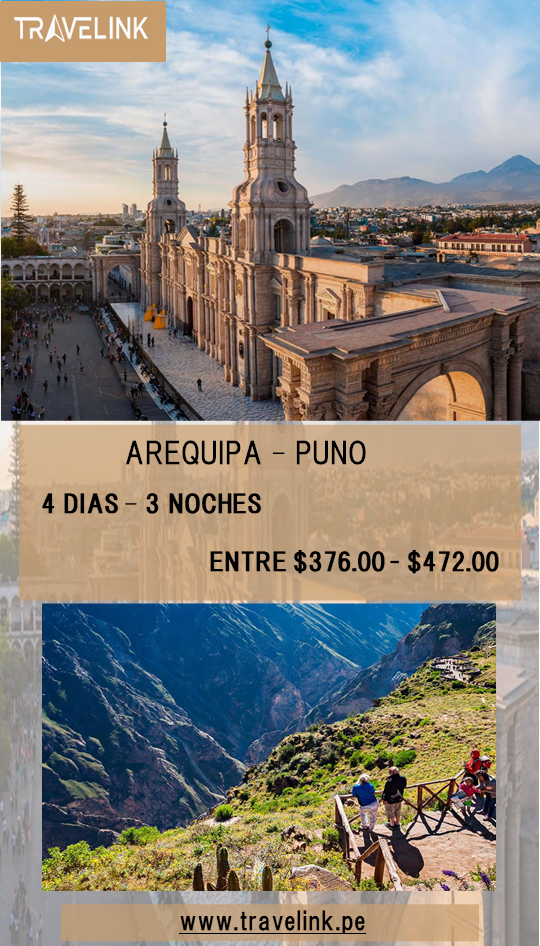 TRAVELINK
AREQUIPA - PUNO
4 DIAS - 3 NOCHES
ENTRE $376.00 - $472.00
www.travelink.pe